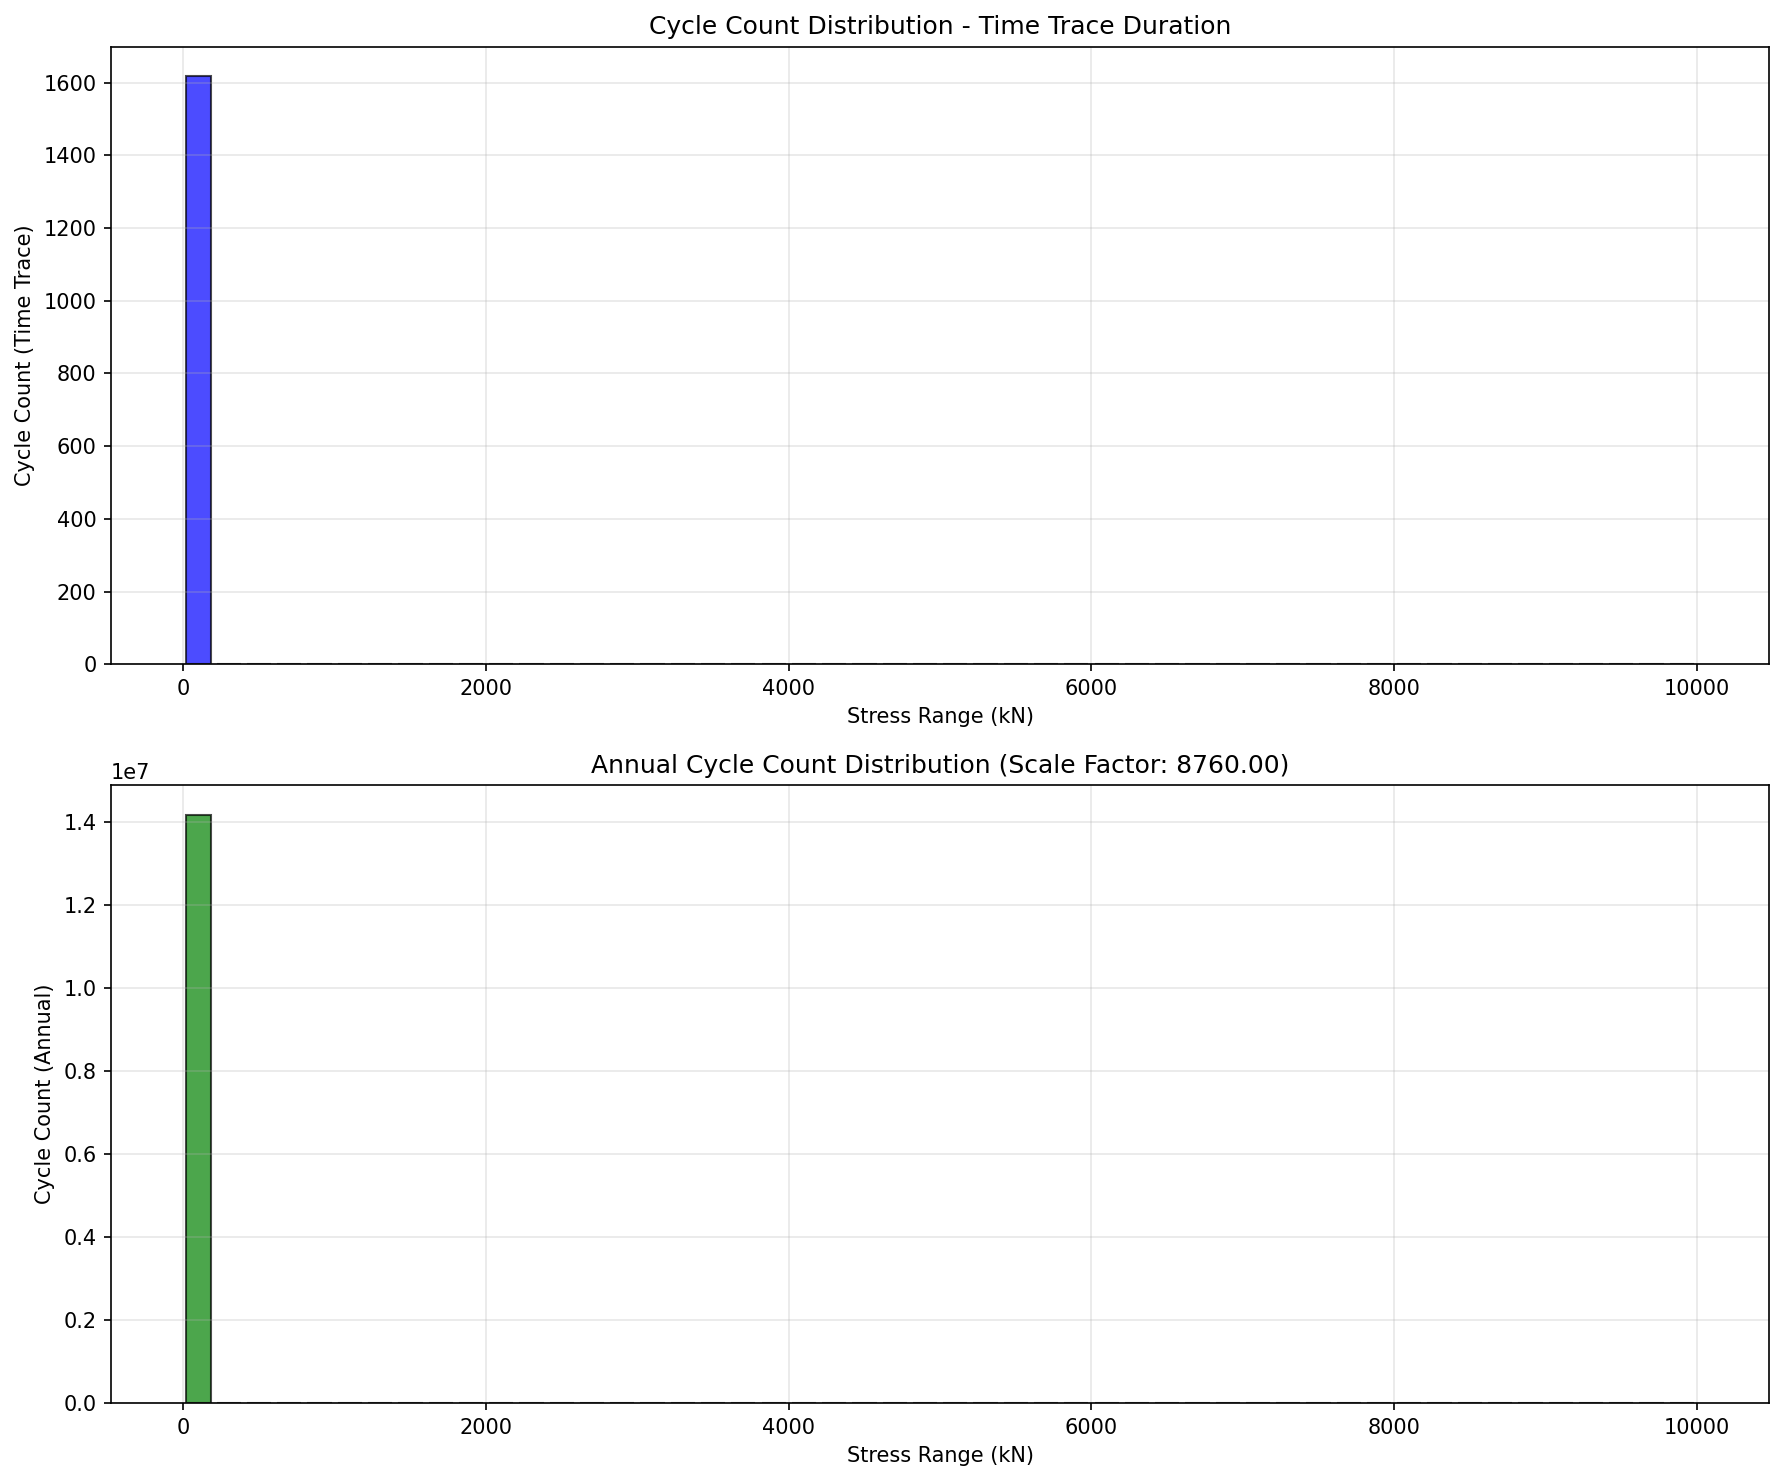 Cycle Count Distribution - Time Trace Duration
Cycle Count (Time Trace)
1600
1400
1200
1000
800
600
400
200
0
0 2000 4000 6000 8000 10000
Stress Range (kN)
Annual Cycle Count Distribution (Scale Factor: 8760.00)
1e7
Cycle Count (Annual)
1.4
1.2
1.0
0.8
0.6
0.4
0.2
0.0
0 2000 4000 6000 8000 10000
Stress Range (kN)